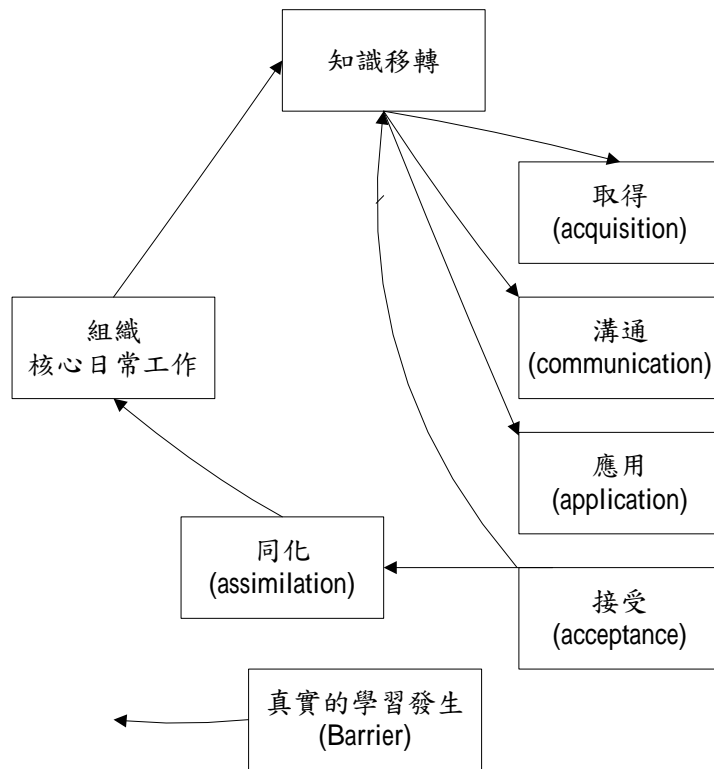 知識移轉
取得
(acquisition)
溝通
(communication)
組織
核心日常工作
應用
(application)
同化
(assimilation)
接受
(acceptance)
真實的學習發生
(Barrier)